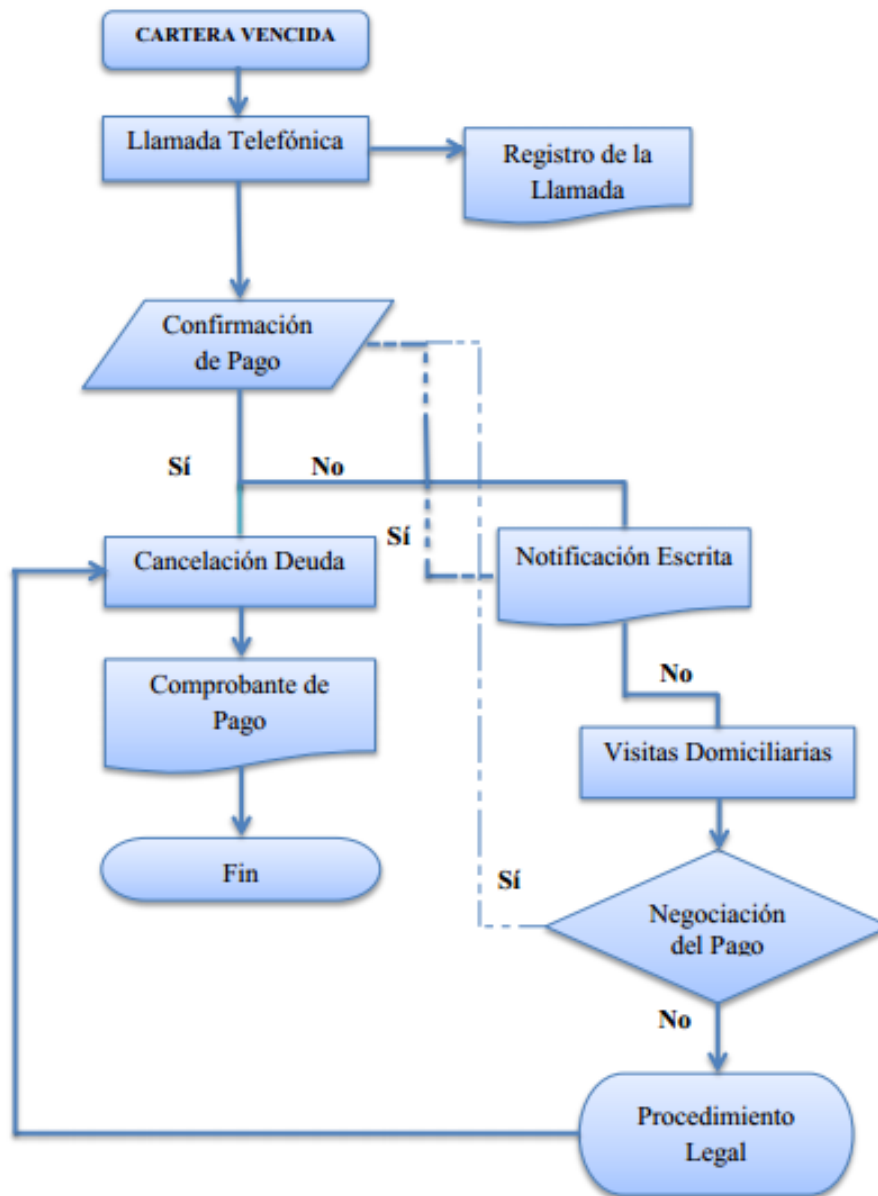 CARTERA VENCIDA
Llamada Telefónica
Registro de la
Llamada
Confirmación
de Pago
Sí
No
Sí
Cancelación Deuda
Notificación Escrita
Comprobante de
Pago
No
Visitas Domiciliarias
Fin
Sí
Negociación
del Pago
No
Procedimiento
Legal